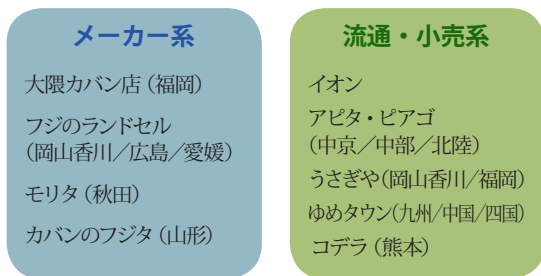 メーカー系
大隈カバン店（福岡）
フジのランドセル
（岡山香川／広島／愛媛）
モリタ（秋田）
カバンのフジタ（山形）
流通・小売系
イオン
アピタ・ピアゴ
（中京／中部／北陸）
うさぎや(岡山香川/福岡)
ゆめタウン(九州/中国/四国)
コデラ（熊本）